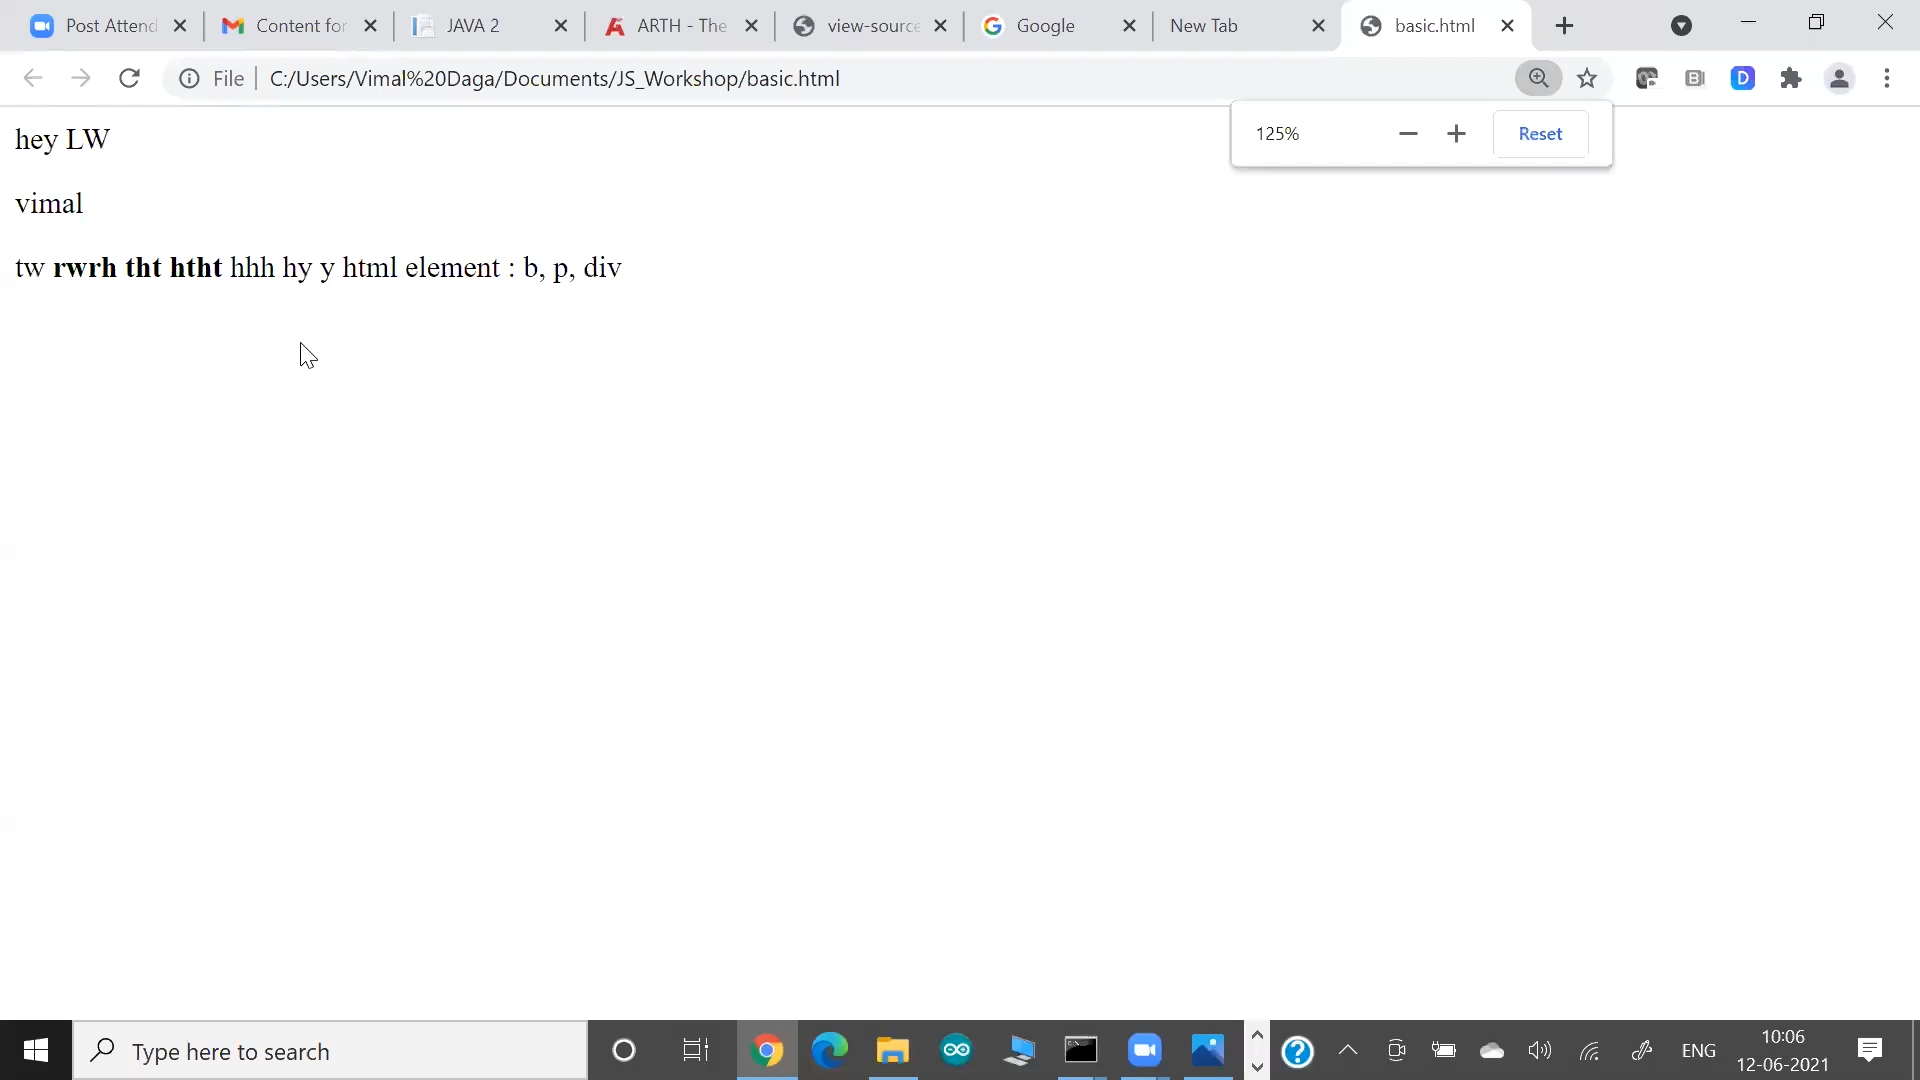 Post Attend
Content for
JAVA 2
ARTH - The
view-source
Google
New Tab
basic.html
File
C:/Users/Vimal%20Daga/Documents/JS_Workshop/basic.html
125%
Reset
hey LW
vimal
tw rwrh tht htht hhh hy y html element : b, p, div
Type here to search
ENG
10:06
12-06-2021